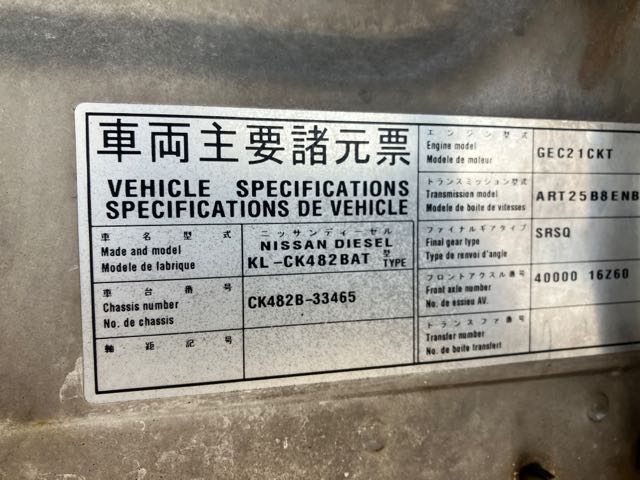 車両主要諸元票
VEHICLE SPECIFICATIONS
SPECIFICATIONS DE VEHICLE
車名型式
Made and model
Modele de fabrique
ニッサンディーゼル
NISSAN DIESEL
KL-CK482BAT 型 TYPE
車台番号
Chassis number
No. de chassis
CK482B-33465
軸距記号
エンジン型式
Engine model
Modele de moteur
GEC21CKT
トランスミッション型式
Transmission model
Modele de boite de vitesses
ART25B8ENB
ファイナルギアタイプ
Final gear type
Type de renvoi d'angle
SRSQ
フロントアクスル番号
Front axle number
No. de essieu AV.
40000 16Z60
トランスファ番号
Transfer number
No. de boite transfert